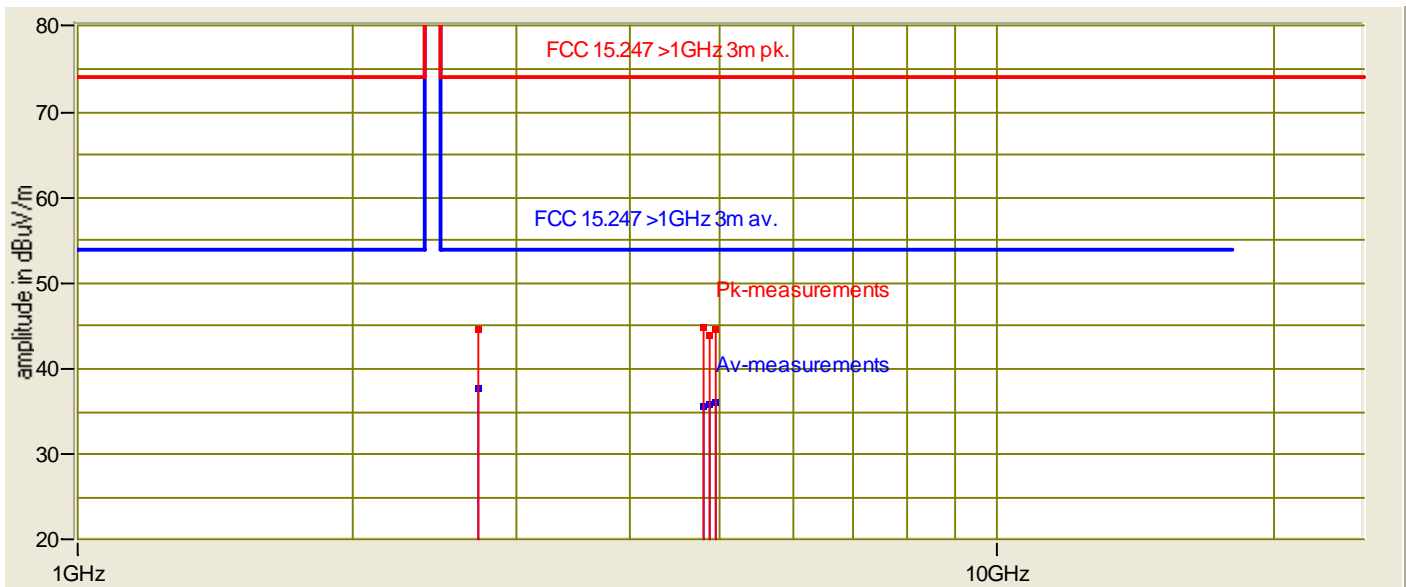 80
FCC 15.247 >1GHz 3m pk.
70
60
FCC 15.247 >1GHz 3m av.
50
Pk-measurements
40
Av-measurements
30
20
amplitude in dBuV/m
1GHz
10GHz